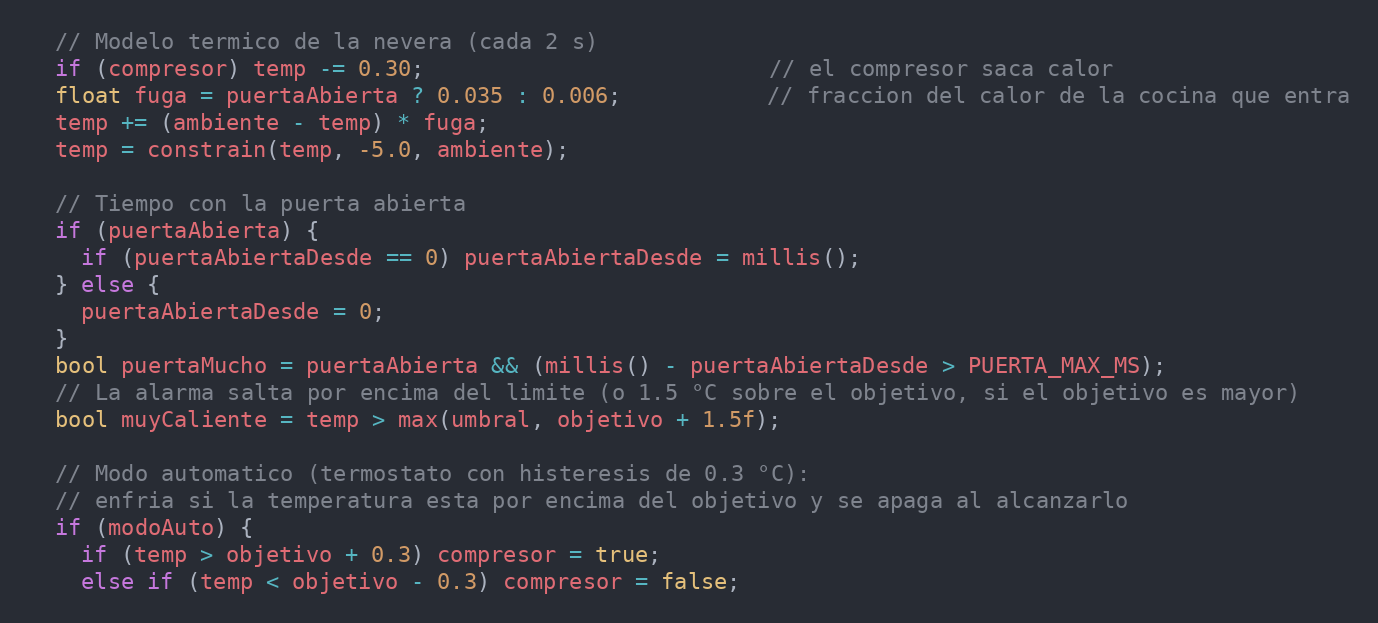 // Modelo termico de la nevera (cada 2 s)
if (compresor) temp -= 0.30;                          // el compresor saca calor
float fuga = puertaAbierta ? 0.035 : 0.006;           // fraccion del calor de la cocina que entra
temp += (ambiente - temp) * fuga;
temp = constrain(temp, -5.0, ambiente);

// Tiempo con la puerta abierta
if (puertaAbierta) {
  if (puertaAbiertaDesde == 0) puertaAbiertaDesde = millis();
} else {
  puertaAbiertaDesde = 0;
}
bool puertaMucho = puertaAbierta && (millis() - puertaAbiertaDesde > PUERTA_MAX_MS);
// La alarma salta por encima del limite (o 1.5 °C sobre el objetivo, si el objetivo es mayor)
bool muyCaliente = temp > max(umbral, objetivo + 1.5f);

// Modo automatico (termostato con histeresis de 0.3 °C):
// enfria si la temperatura esta por encima del objetivo y se apaga al alcanzarlo
if (modoAuto) {
  if (temp > objetivo + 0.3) compresor = true;
  else if (temp < objetivo - 0.3) compresor = false;